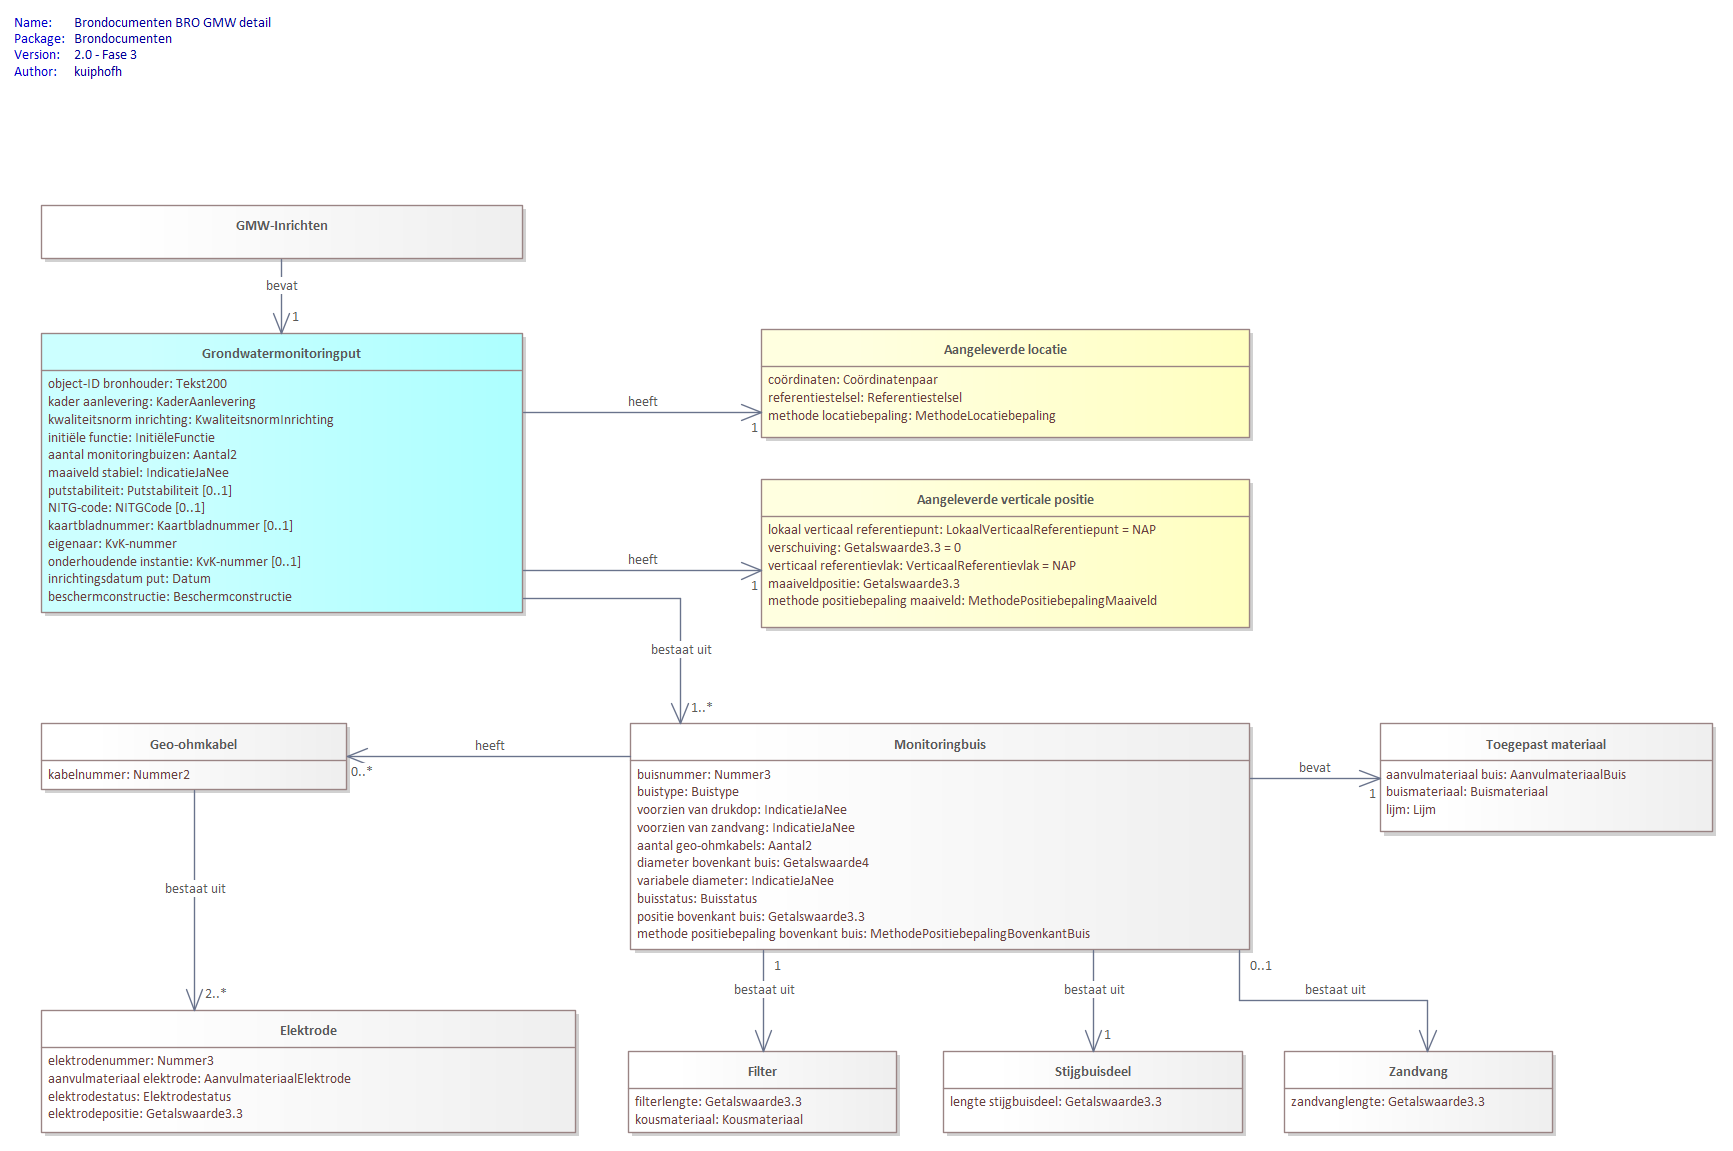 Name: Brondocumenten BRO GMW detail
Package: Brondocumenten
Version: 2.0 - Fase 3
Author: kuiphofh
GMW-Inrichten
bevat
1
Grondwatermonitoringput
object-ID bronhouder: Tekst200
kader aanlevering: KaderAanlevering
kwaliteitsnorm inrichting: KwaliteitsnormInrichting
initiële functie: InitiëleFunctie
aantal monitoringbuizen: Aantal2
maaiveld stabiel: IndicatieJaNee
putstabiliteit: Putstabiliteit [0..1]
NITG-code: NITGCode [0..1]
kaartbladnummer: Kaartbladnummer [0..1]
eigenaar: KvK-nummer
onderhoudende instantie: KvK-nummer [0..1]
inrichtingsdatum put: Datum
beschermconstructie: Beschermconstructie
heeft
1
Aangeleverde locatie
coördinaten: Coördinatenpaar
referentiestelsel: Referentiestelsel
methode locatiebepaling: MethodeLocatiebepaling
heeft
1
Aangeleverde verticale positie
lokaal verticaal referentiepunt: LokaalVerticaalReferentiepunt = NAP
verschuiving: Getalswaarde3.3 = 0
verticaal referentievlak: VerticaalReferentievlak = NAP
maaiveldpositie: Getalswaarde3.3
methode positiebepaling maaiveld: MethodePositiebepalingMaaiveld
bestaat uit
1..*
Geo-ohmkabel
kabelnummer: Nummer2
heeft
0..*
Monitoringbuis
buisnummer: Nummer3
buistype: Buistype
voorzien van drukdop: IndicatieJaNee
voorzien van zandvang: IndicatieJaNee
aantal geo-ohmkabels: Aantal2
diameter bovenkant buis: Getalswaarde4
variabele diameter: IndicatieJaNee
buisstatus: Buisstatus
positie bovenkant buis: Getalswaarde3.3
methode positiebepaling bovenkant buis: MethodePositiebepalingBovenkantBuis
bevat
1
Toegepast materiaal
aanvulmateriaal buis: AanvulmateriaalBuis
buismateriaal: Buismateriaal
lijm: Lijm
bestaat uit
2..*
Elektrode
elektrodenummer: Nummer3
aanvulmateriaal elektrode: AanvulmateriaalElektrode
elektrodestatus: Elektrodestatus
elektrodepositie: Getalswaarde3.3
1
bestaat uit
Filter
filterlengte: Getalswaarde3.3
kousmateriaal: Kousmateriaal
bestaat uit
1
Stijgbuisdeel
lengte stijgbuisdeel: Getalswaarde3.3
0..1
bestaat uit
Zandvang
zandvanglengte: Getalswaarde3.3